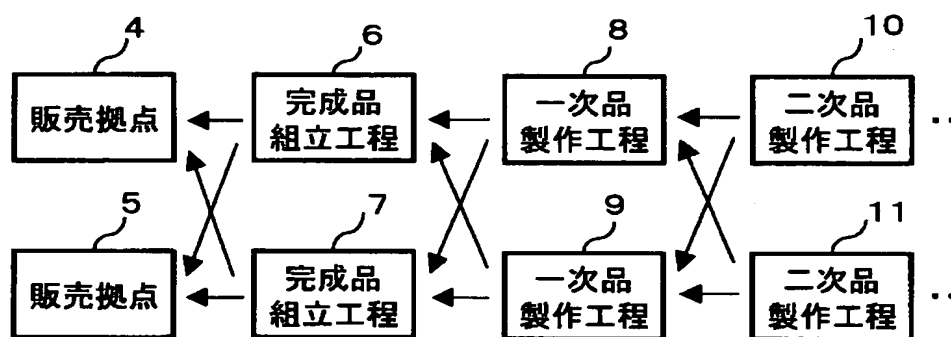 4
6
8
10
販売拠点
完成品
組立工程
一次品
製作工程
二次品
製作工程
5
7
9
11
販売拠点
完成品
組立工程
一次品
製作工程
二次品
製作工程